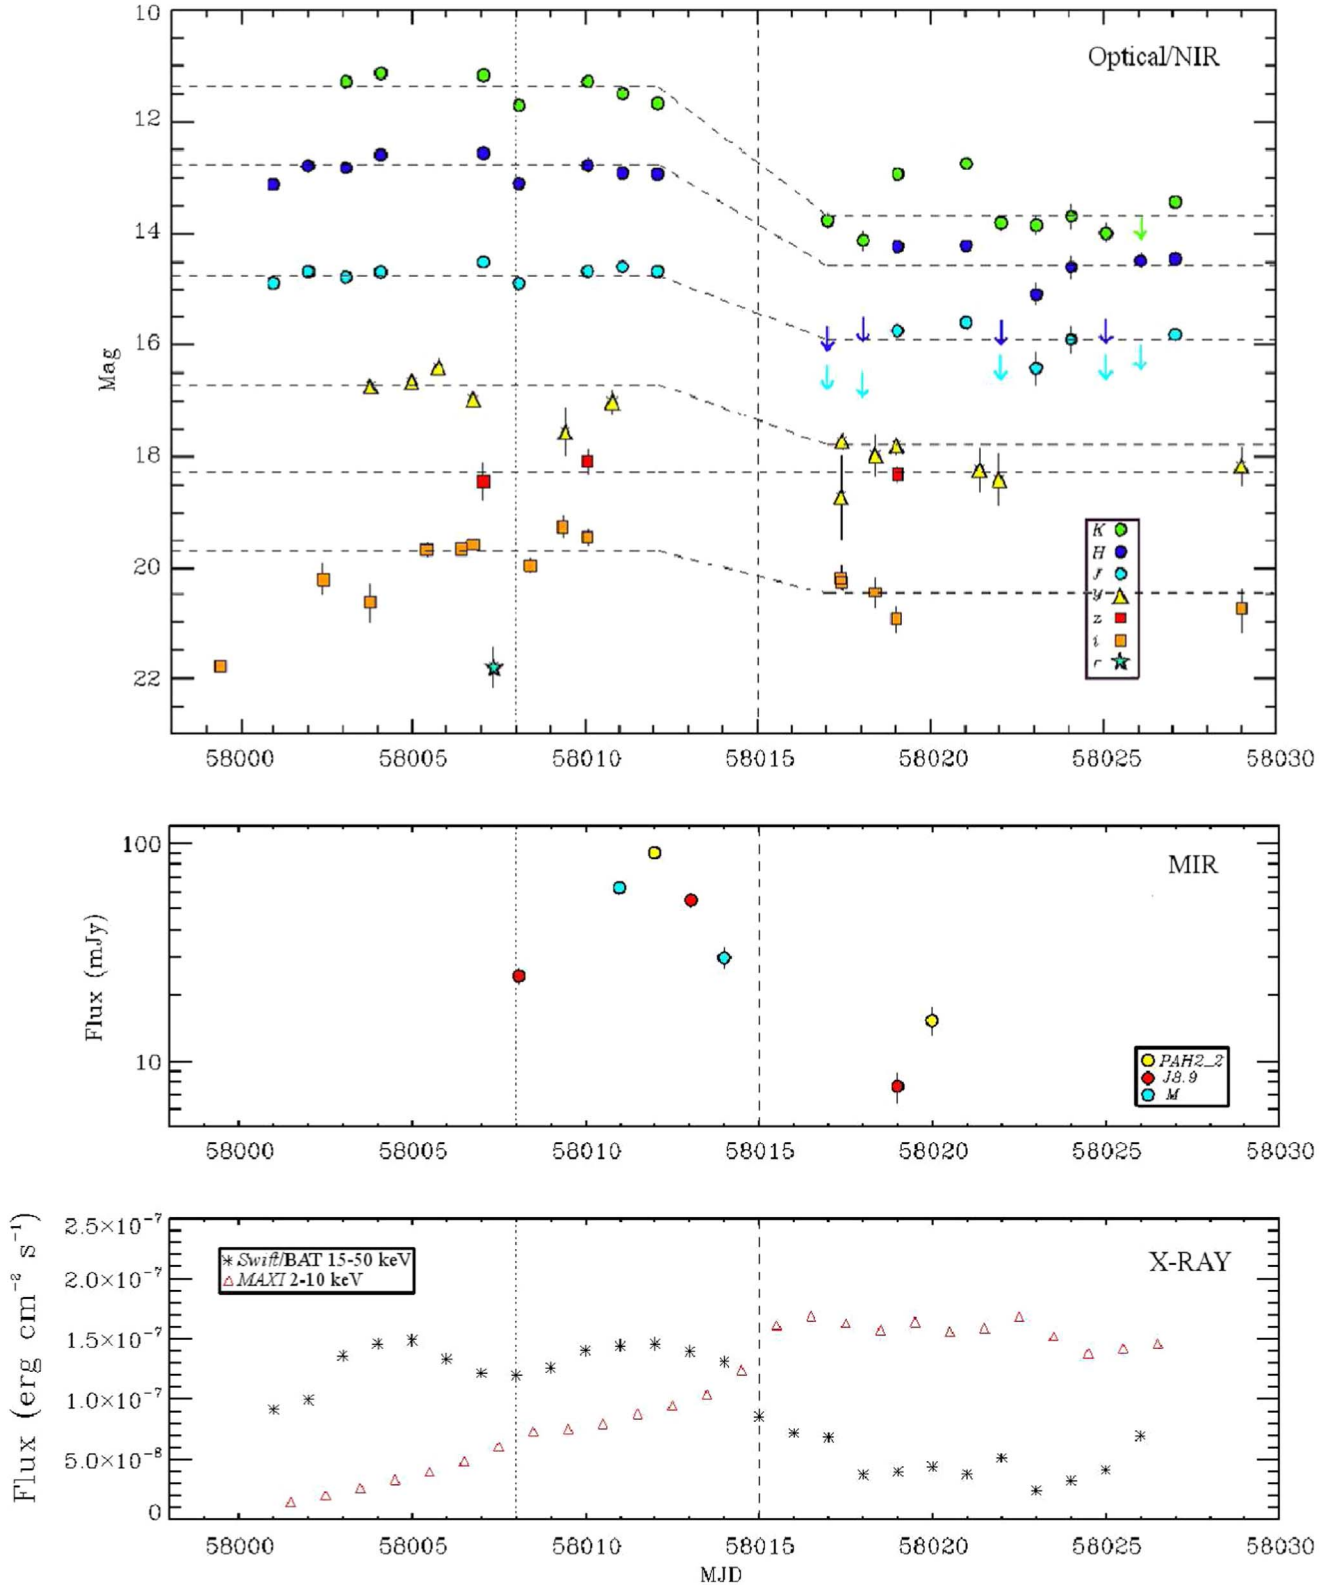 Optical/NIR
10
12
14
16
18
20
22
Mag
K
H
J
y
z
i
r
58000 58005 58010 58015 58020 58025 58030
MIR
100
10
Flux (mJy)
PAH2_2
J8.9
M
58000 58005 58010 58015 58020 58025 58030
X-RAY
2.5×10⁻⁷
2.0×10⁻⁷
1.5×10⁻⁷
1.0×10⁻⁷
5.0×10⁻⁸
0
Flux (erg cm⁻² s⁻¹)
Swift/BAT 15-50 keV
MAXI 2-10 keV
58000 58005 58010 58015 58020 58025 58030
MJD